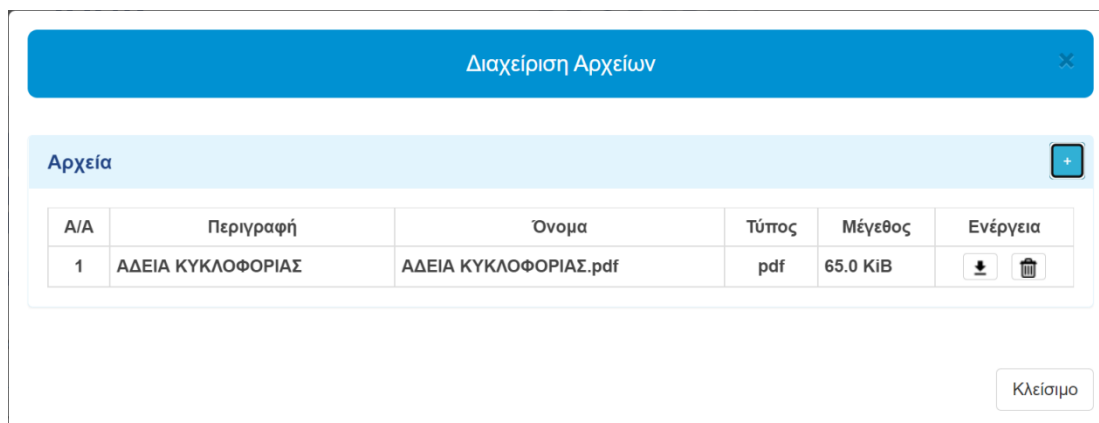 Διαχείριση Αρχείων ×
Αρχεία +
Α/Α Περιγραφή Όνομα Τύπος Μέγεθος Ενέργεια
1 ΑΔΕΙΑ ΚΥΚΛΟΦΟΡΙΑΣ ΑΔΕΙΑ ΚΥΚΛΟΦΟΡΙΑΣ.pdf pdf 65.0 KiB
Κλείσιμο